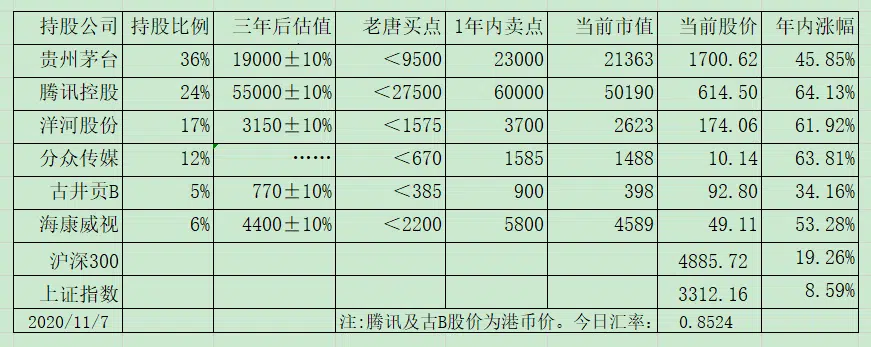 持股公司 持股比例 三年后估值 老唐买点 1年内卖点 当前市值 当前股价 年内涨幅
贵州茅台 36% 19000±10% ＜9500 23000 21363 1700.62 45.85%
腾讯控股 24% 55000±10% ＜27500 60000 50190 614.50 64.13%
洋河股份 17% 3150±10% ＜1575 3700 2623 174.06 61.92%
分众传媒 12% …… ＜670 1585 1488 10.14 63.81%
古井贡B 5% 770±10% ＜385 900 398 92.80 34.16%
海康威视 6% 4400±10% ＜2200 5800 4589 49.11 53.28%
沪深300 4885.72 19.26%
上证指数 3312.16 8.59%
2020/11/7 注:腾讯及古B股价为港币价。今日汇率： 0.8524